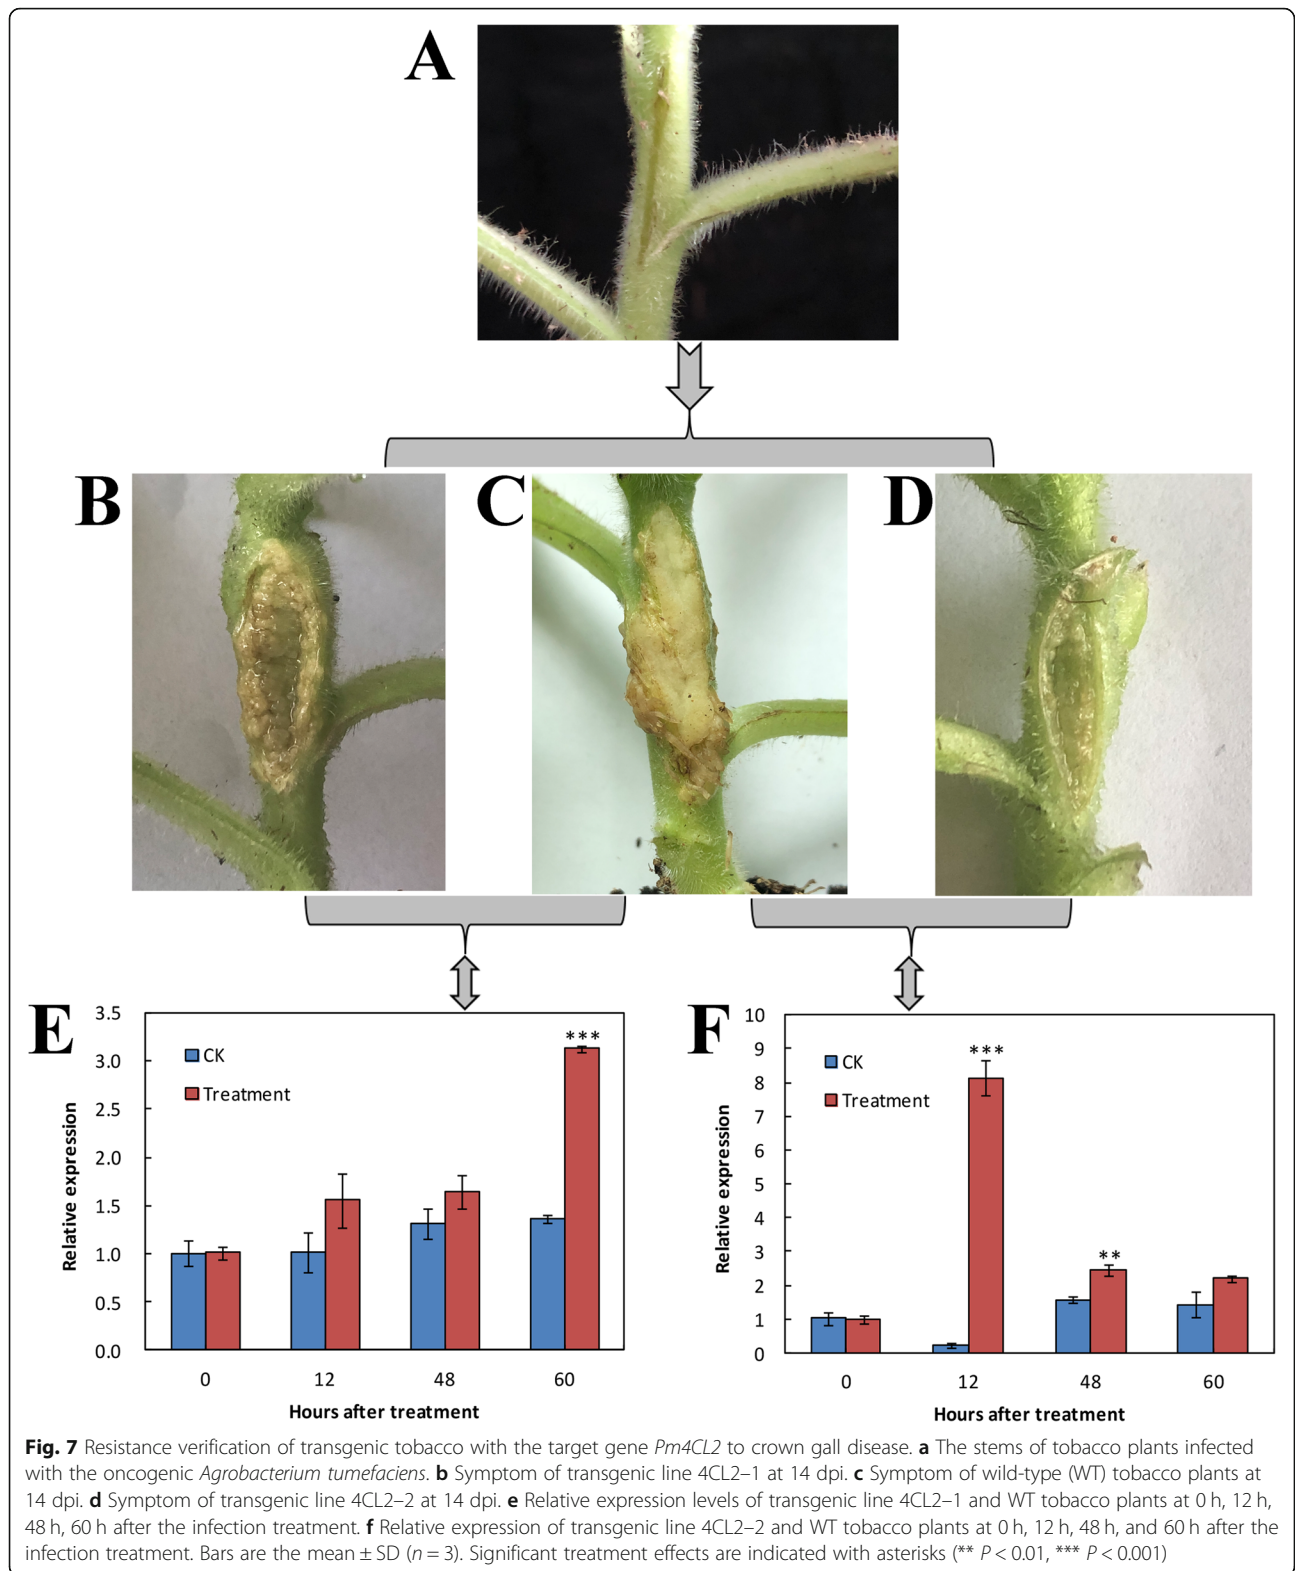 A
B
C
D
E
3.5
3.0
2.5
2.0
1.5
1.0
0.5
0.0
Relative expression
CK
Treatment
***
0
12
48
60
Hours after treatment
F
10
9
8
7
6
5
4
3
2
1
0
Relative expression
CK
Treatment
***
**
0
12
48
60
Hours after treatment
Fig. 7 Resistance verification of transgenic tobacco with the target gene Pm4CL2 to crown gall disease. a The stems of tobacco plants infected
with the oncogenic Agrobacterium tumefaciens. b Symptom of transgenic line 4CL2–1 at 14 dpi. c Symptom of wild-type (WT) tobacco plants at
14 dpi. d Symptom of transgenic line 4CL2–2 at 14 dpi. e Relative expression levels of transgenic line 4CL2–1 and WT tobacco plants at 0 h, 12 h,
48 h, 60 h after the infection treatment. f Relative expression of transgenic line 4CL2–2 and WT tobacco plants at 0 h, 12 h, 48 h, and 60 h after the
infection treatment. Bars are the mean ± SD (n = 3). Significant treatment effects are indicated with asterisks (** P < 0.01, *** P < 0.001)